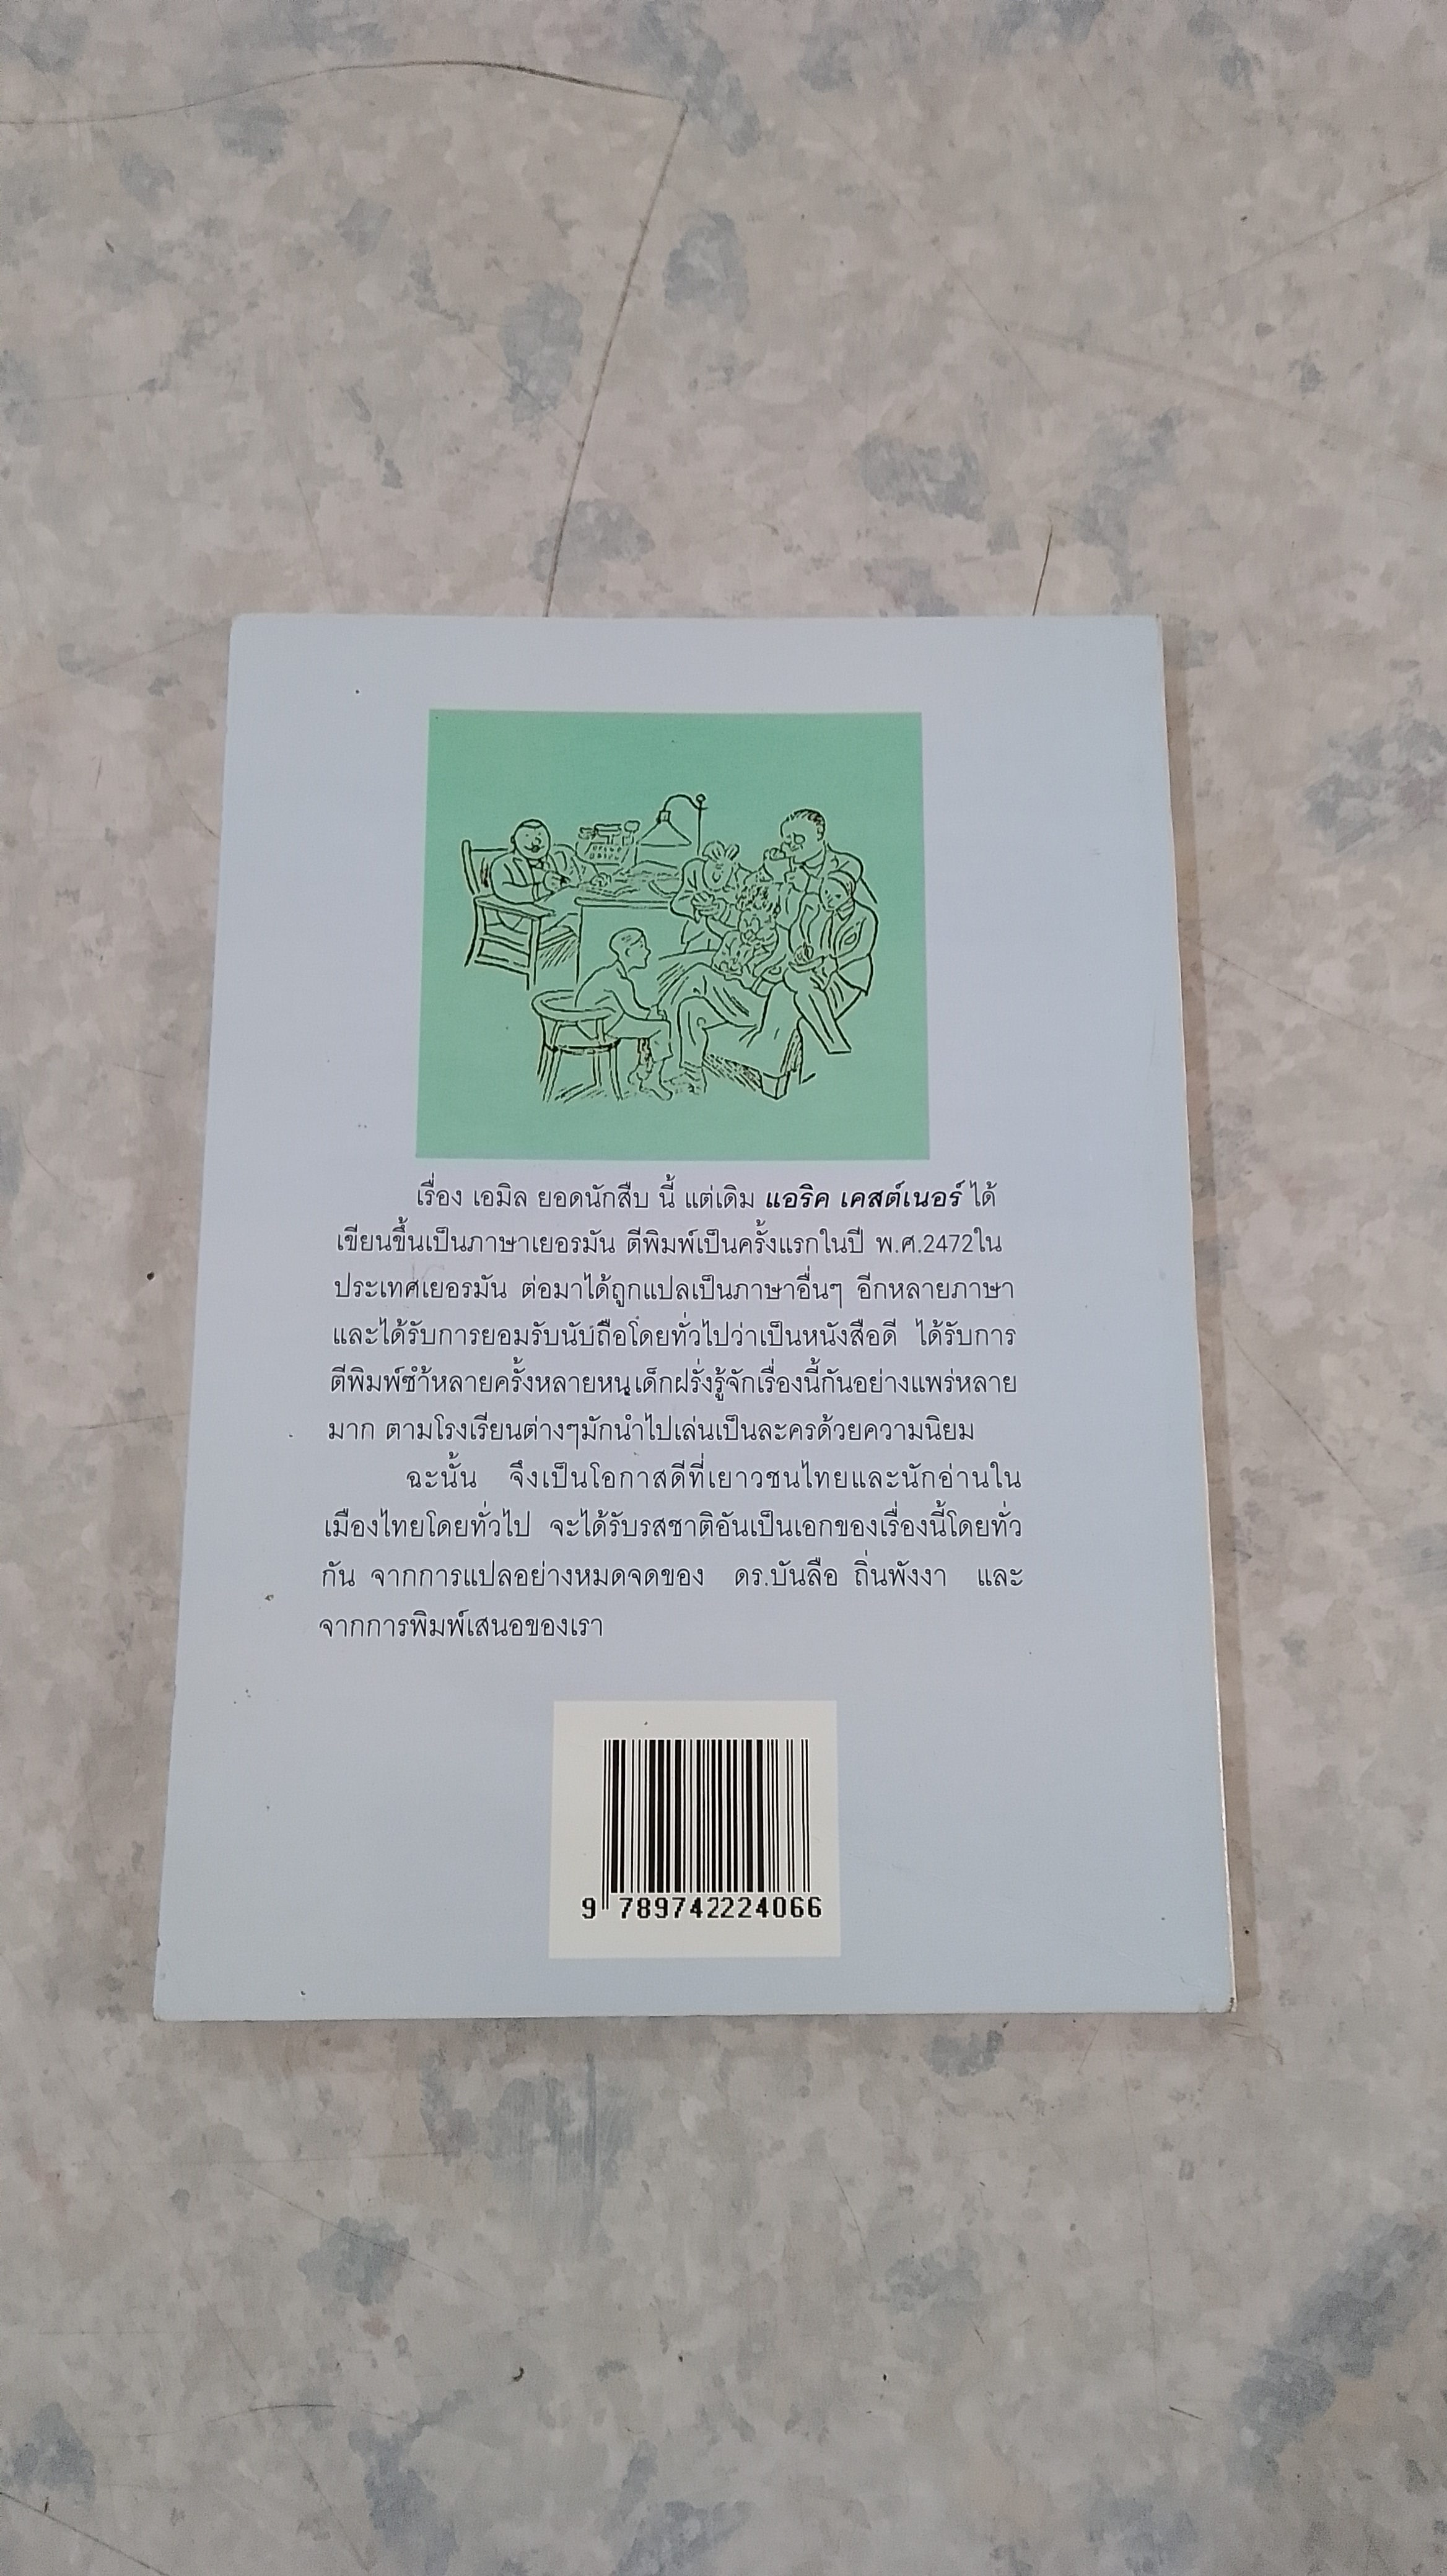 เรื่อง เอมิล ยอดนักสืบ นี้ แต่เดิม แอริค เคสต์เนอร์ ได้
เขียนขึ้นเป็นภาษาเยอรมัน ตีพิมพ์เป็นครั้งแรกในปี พ.ศ.2472ใน
ประเทศเยอรมัน ต่อมาได้ถูกแปลเป็นภาษาอื่นๆ อีกหลายภาษา
และได้รับการยอมรับนับถือโดยทั่วไปว่าเป็นหนังสือดี ได้รับการ
ตีพิมพ์ซ้ำหลายครั้งหลายหน เด็กฝรั่งรู้จักเรื่องนี้กันอย่างแพร่หลาย
มาก ตามโรงเรียนต่างๆมักนำไปเล่นเป็นละครด้วยความนิยม
ฉะนั้น จึงเป็นโอกาสดีที่เยาวชนไทยและนักอ่านใน
เมืองไทยโดยทั่วไป จะได้รับรสชาติอันเป็นเอกของเรื่องนี้โดยทั่ว
กัน จากการแปลอย่างหมดจดของ ดร.บันลือ ถิ่นพังงา และ
จากการพิมพ์เสนอของเรา
9 789742224066